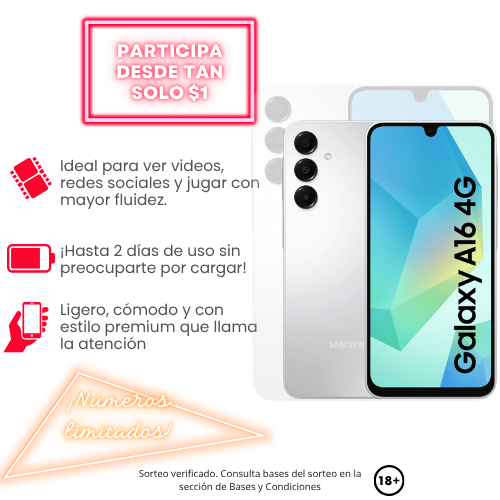 PARTICIPA
DESDE TAN
SOLO $1
Ideal para ver videos,
redes sociales y jugar con
mayor fluidez.
¡Hasta 2 días de uso sin
preocuparte por cargar!
Ligero, cómodo y con
estilo premium que llama
la atención
SAMSUNG
Galaxy A16 4G
¡Números
limitados!
Sorteo verificado. Consulta bases del sorteo en la
sección de Bases y Condiciones
18+